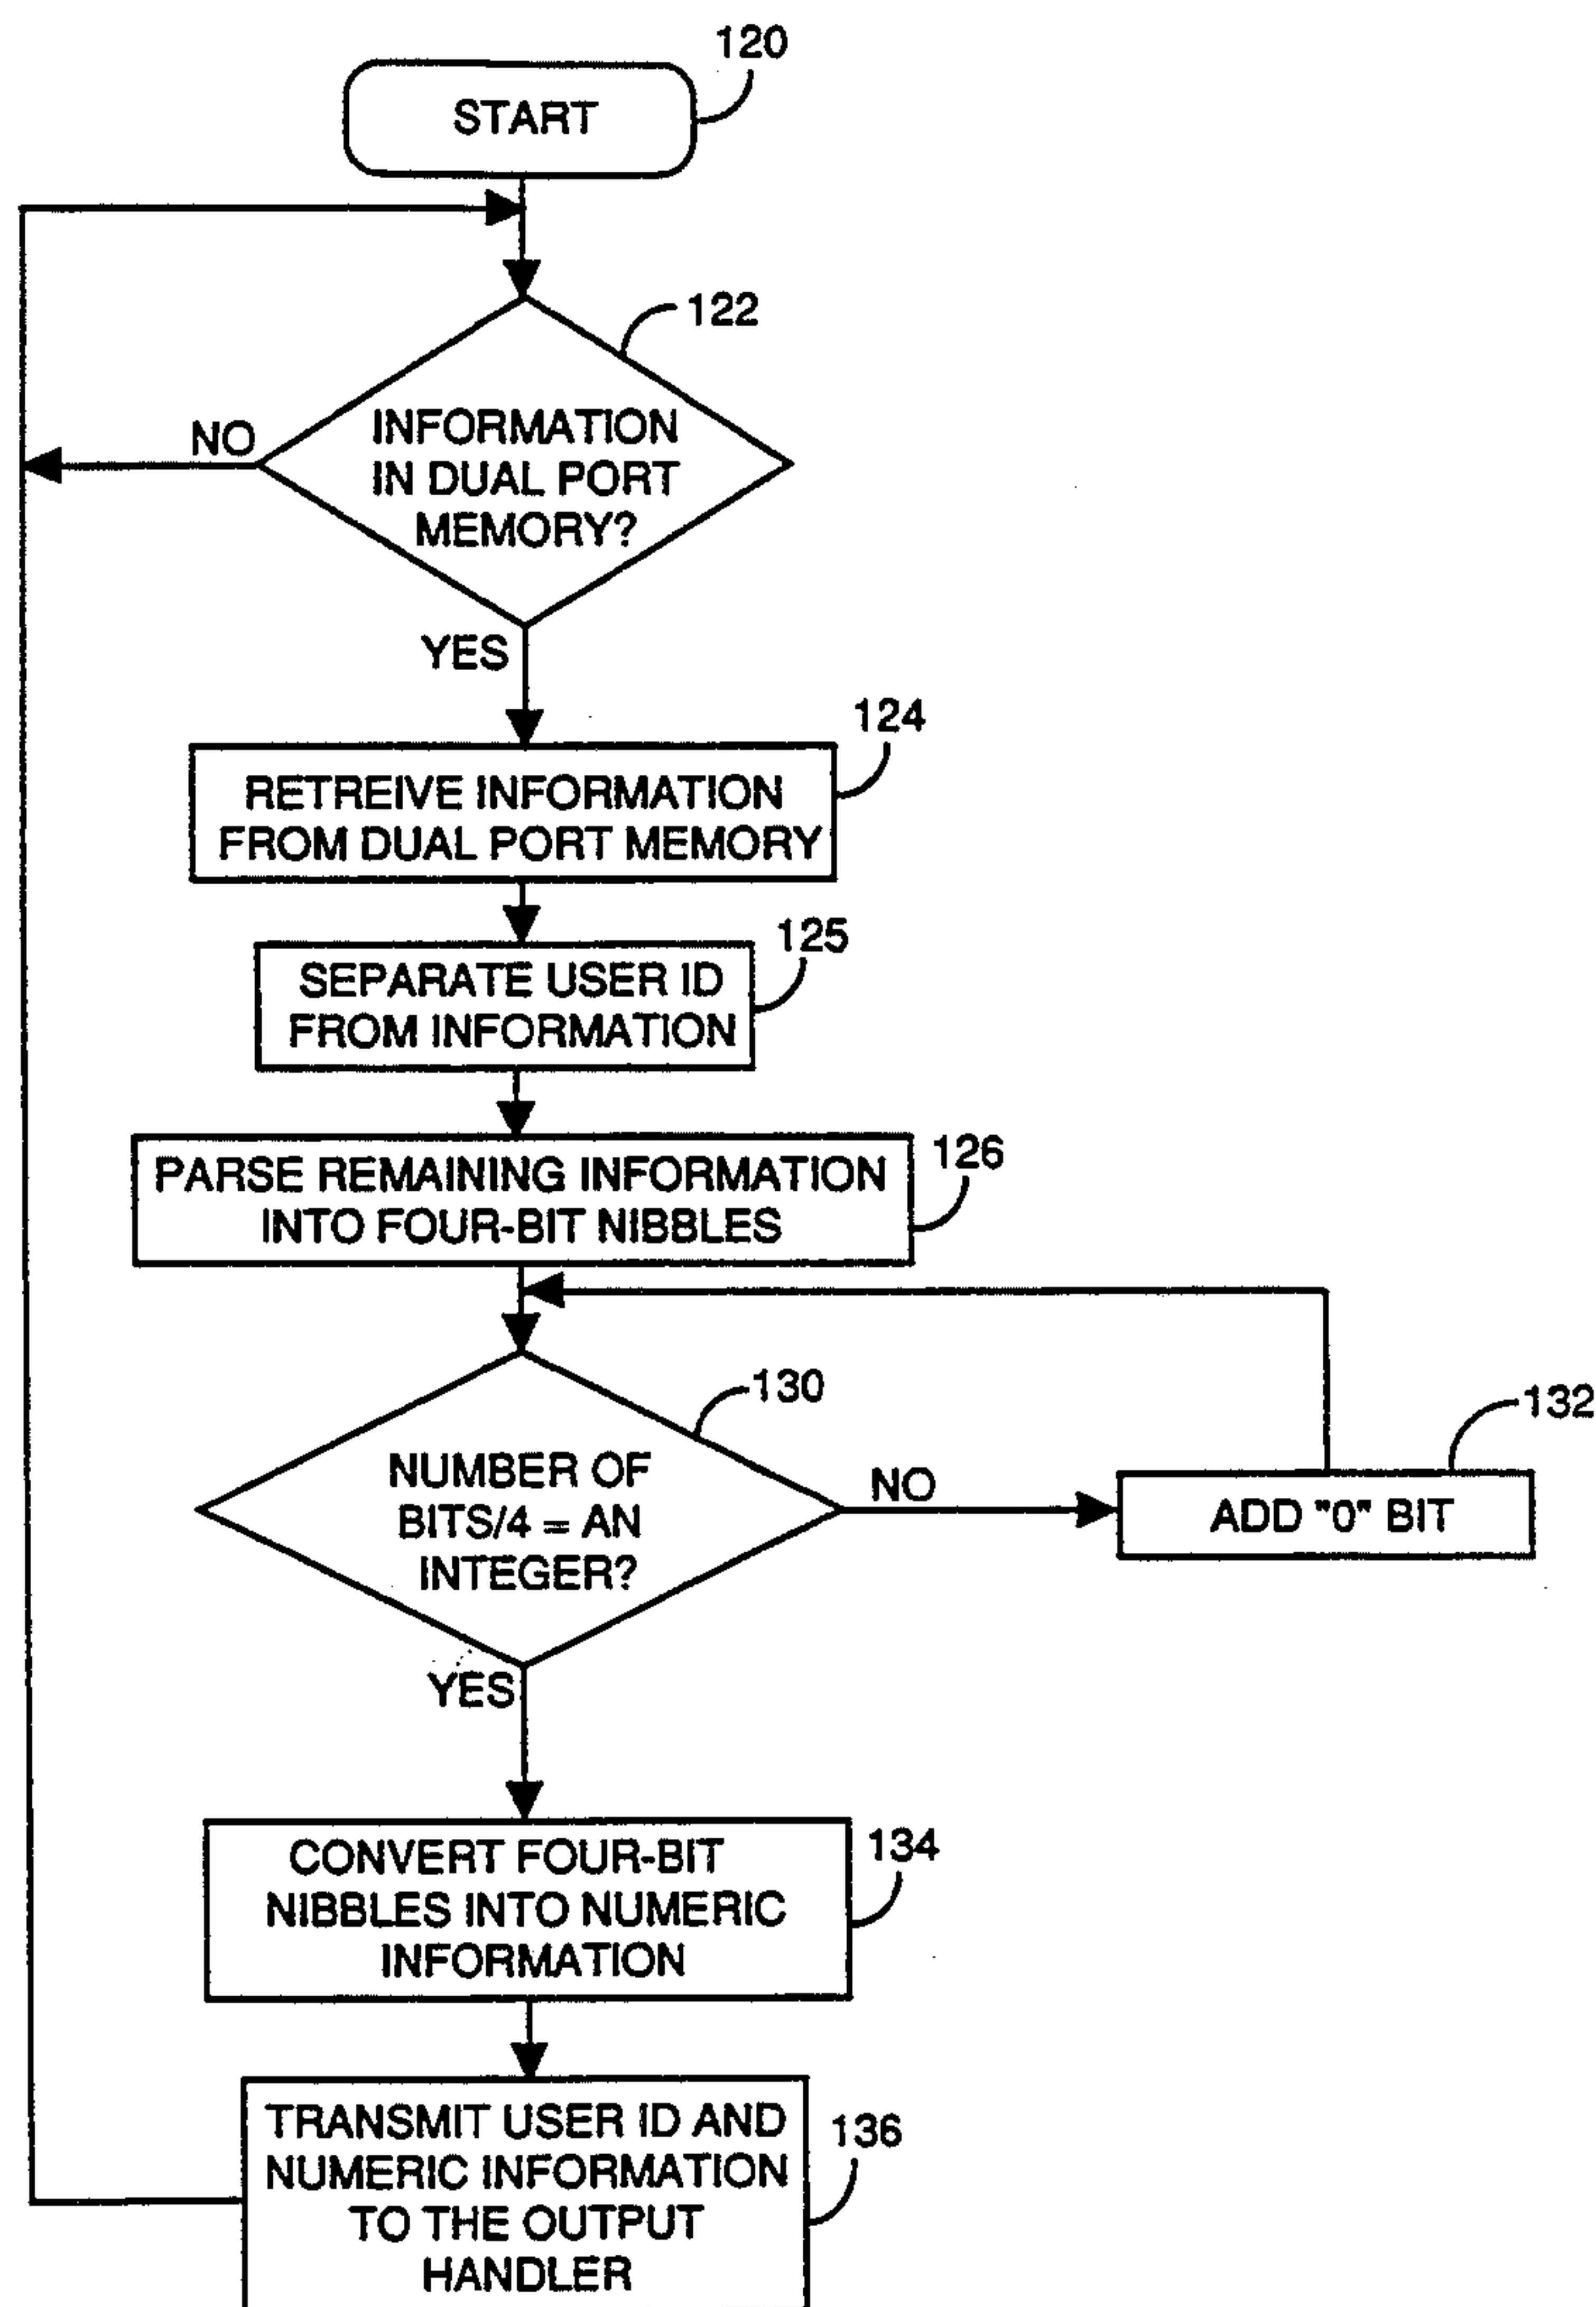 120
START
122
INFORMATION
IN DUAL PORT
MEMORY?
NO
YES
124
RETREIVE INFORMATION
FROM DUAL PORT MEMORY
125
SEPARATE USER ID
FROM INFORMATION
126
PARSE REMAINING INFORMATION
INTO FOUR-BIT NIBBLES
130
NUMBER OF
BITS/4 = AN
INTEGER?
NO
132
ADD "0" BIT
YES
134
CONVERT FOUR-BIT
NIBBLES INTO NUMERIC
INFORMATION
136
TRANSMIT USER ID AND
NUMERIC INFORMATION
TO THE OUTPUT
HANDLER